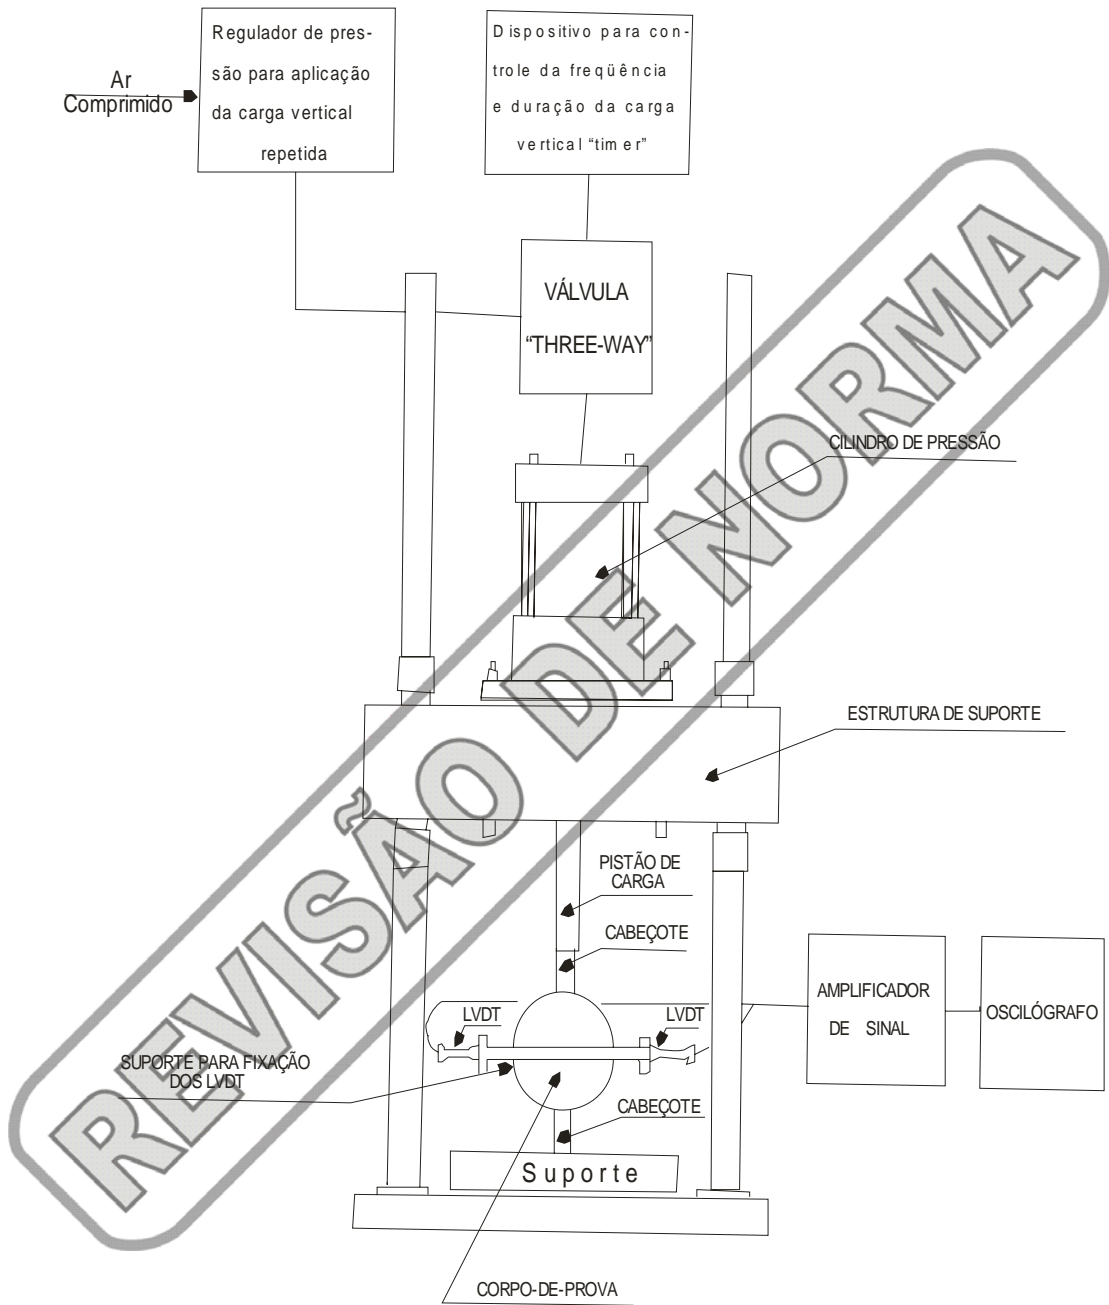 Regulador de pres-
são para aplicação
da carga vertical
repetida
Dispositivo para con-
trole da freqüência
e duração da carga
vertical “timer”
Ar
Comprimido
VÁLVULA
“THREE-WAY”
CILINDRO DE PRESSÃO
ESTRUTURA DE SUPORTE
PISTÃO DE
CARGA
CABEÇOTE
AMPLIFICADOR
DE SINAL
OSCILÓGRAFO
LVDT
LVDT
SUPORTE PARA FIXAÇÃO
DOS LVDT
CABEÇOTE
Suporte
CORPO-DE-PROVA
REVISÃO DE NORMA